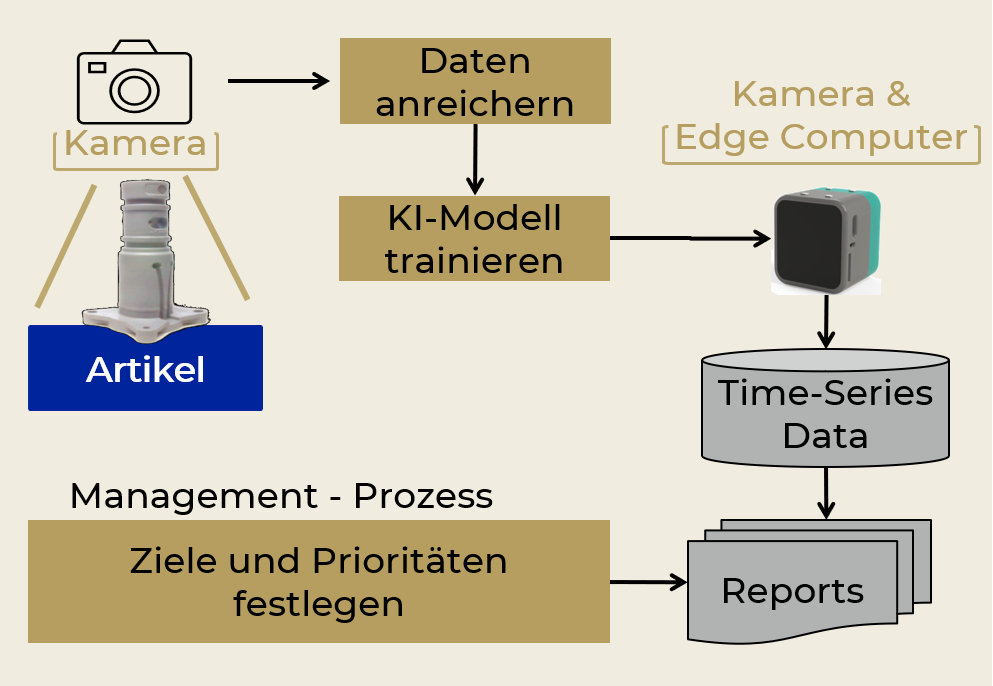 Kamera
Daten
anreichern
Kamera &
Edge Computer
KI-Modell
trainieren
Artikel
Time-Series
Data
Management - Prozess
Ziele und Prioritäten
festlegen
Reports